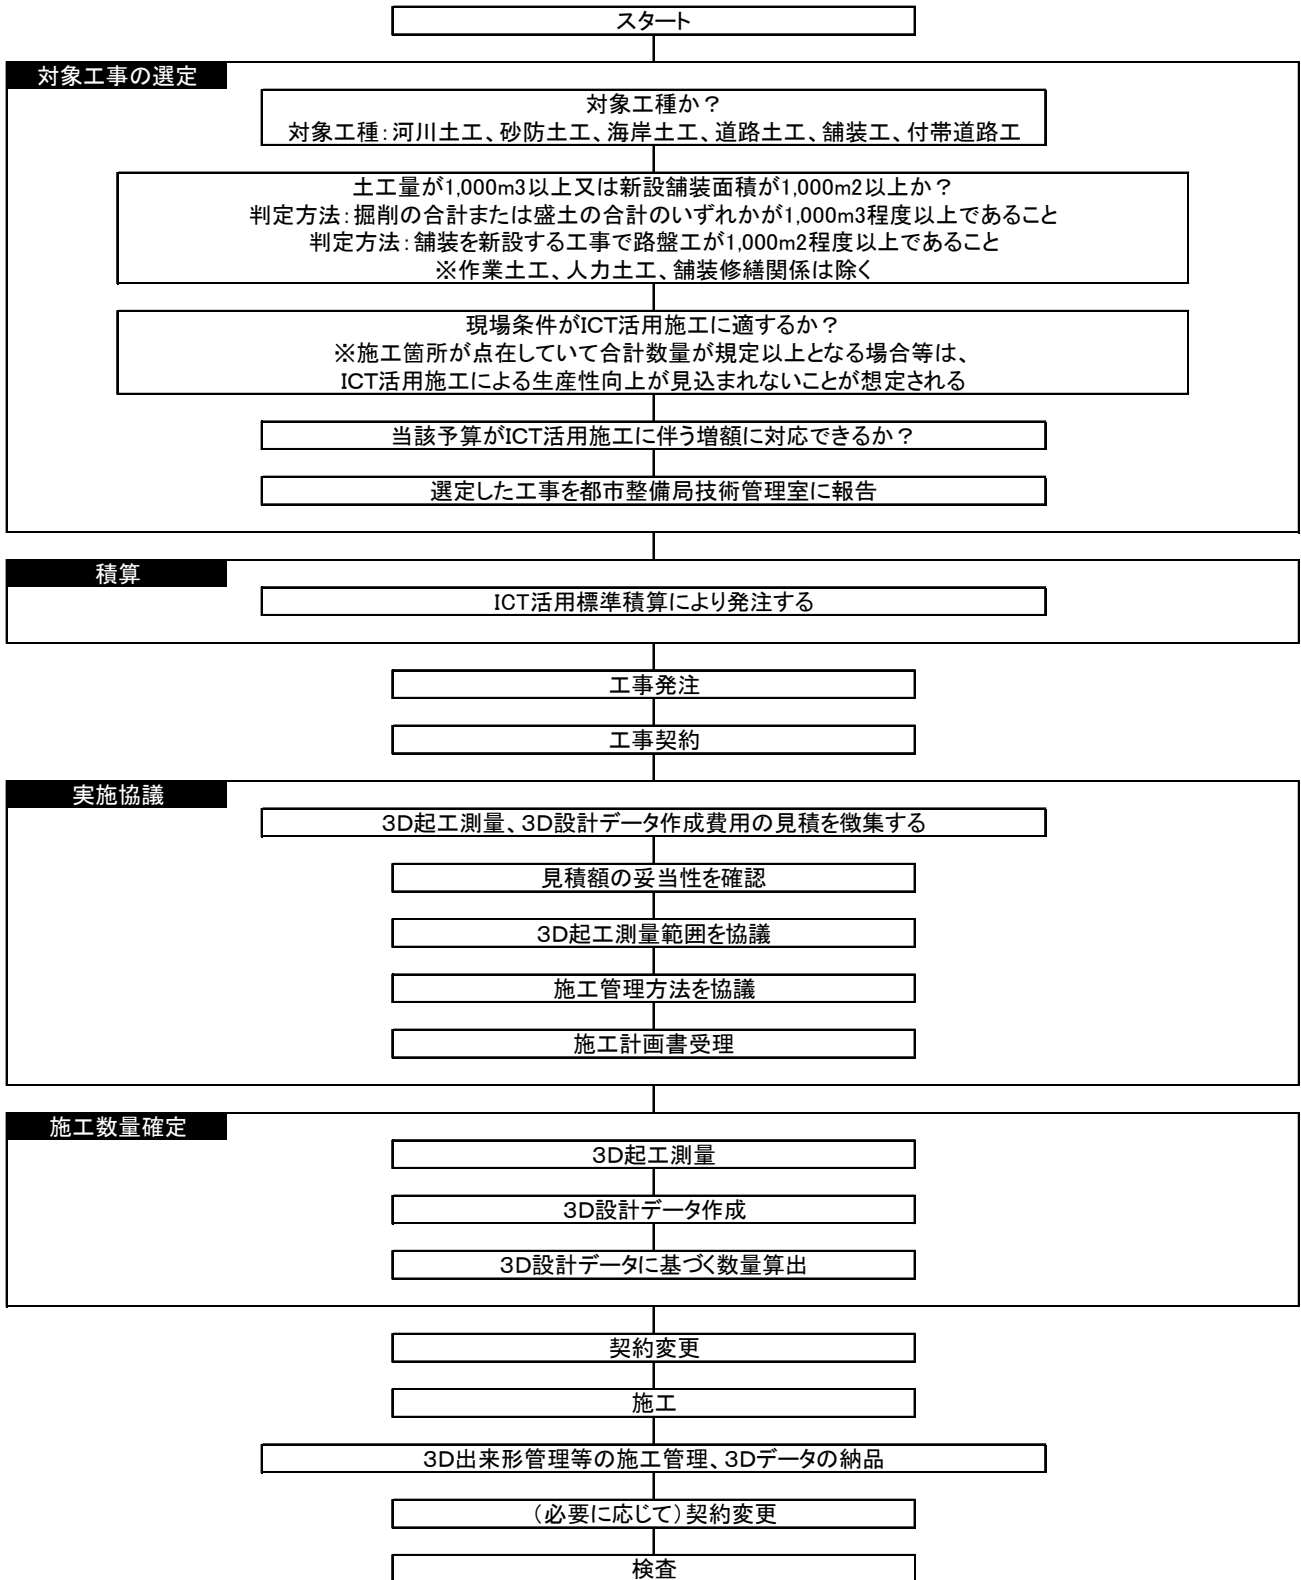 スタート
対象工事の選定
対象工種か？
対象工種：河川土工、砂防土工、海岸土工、道路土工、舗装工、付帯道路工
土工量が1,000m3以上又は新設舗装面積が1,000m2以上か？
判定方法：掘削の合計または盛土の合計のいずれかが1,000m3程度以上であること
判定方法：舗装を新設する工事で路盤工が1,000m2程度以上であること
※作業土工、人力土工、舗装修繕関係は除く
現場条件がICT活用施工に適するか？
※施工箇所が点在していて合計数量が規定以上となる場合等は、
ICT活用施工による生産性向上が見込まれないことが想定される
当該予算がICT活用施工に伴う増額に対応できるか？
選定した工事を都市整備局技術管理室に報告
積算
ICT活用標準積算により発注する
工事発注
工事契約
実施協議
3D起工測量、3D設計データ作成費用の見積を徴集する
見積額の妥当性を確認
3D起工測量範囲を協議
施工管理方法を協議
施工計画書受理
施工数量確定
3D起工測量
3D設計データ作成
3D設計データに基づく数量算出
契約変更
施工
3D出来形管理等の施工管理、3Dデータの納品
（必要に応じて）契約変更
検査